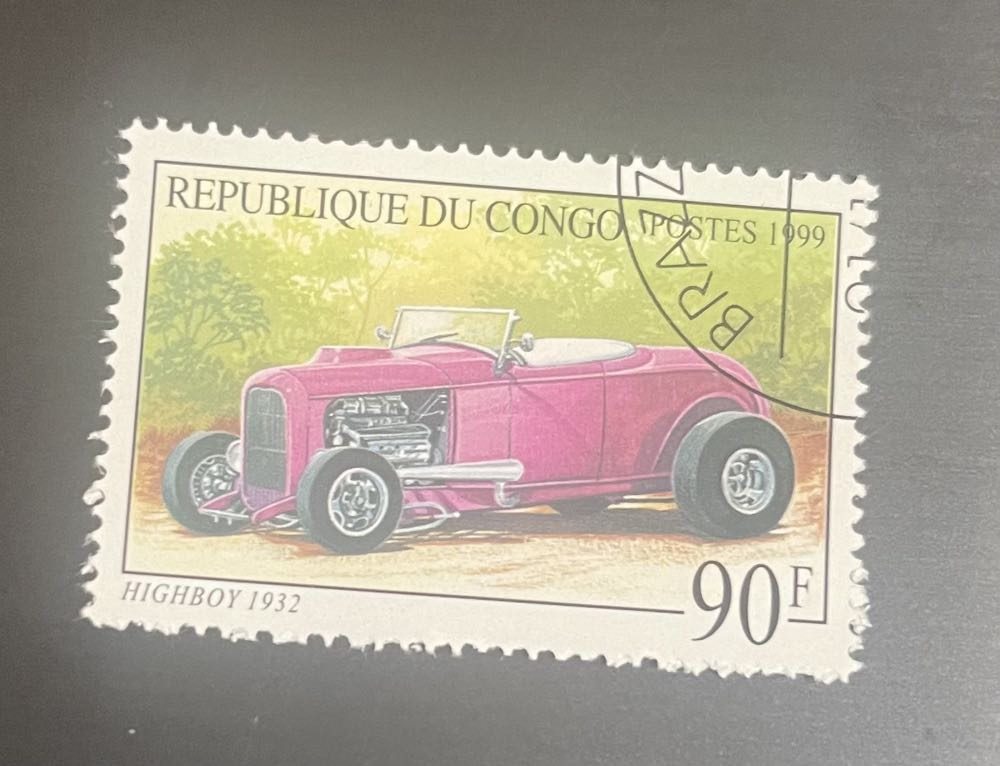 REPUBLIQUE DU CONGO POSTES 1999
BRAZ
HIGHBOY 1932
90F